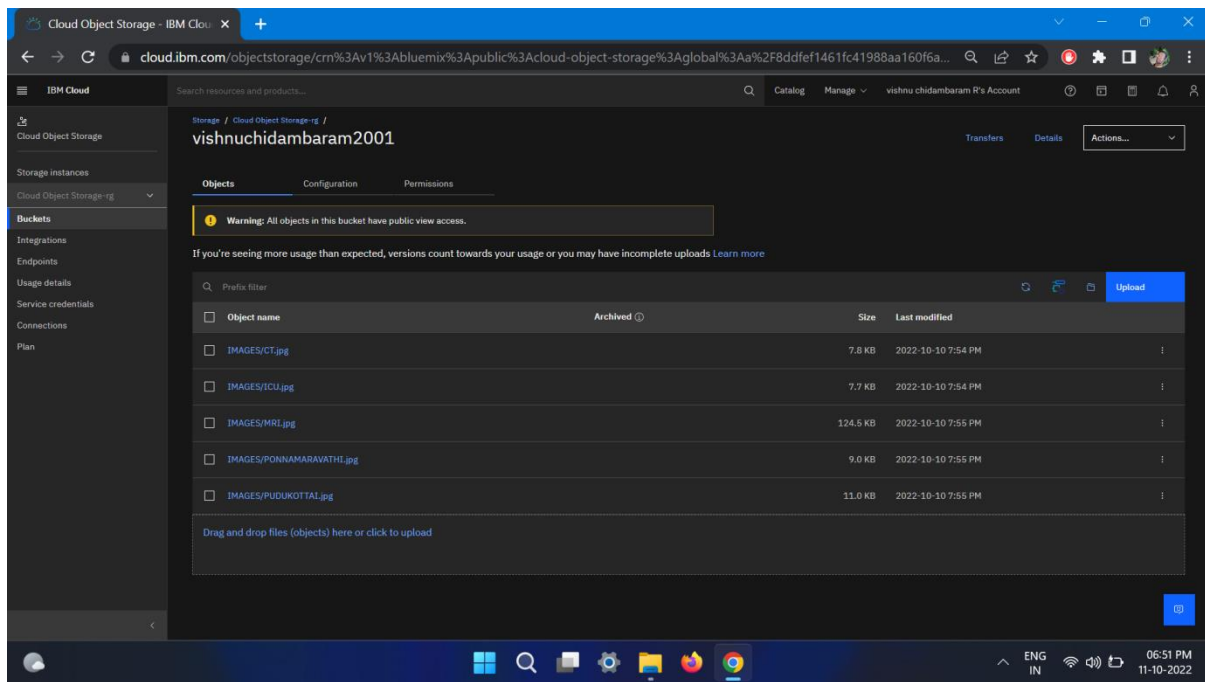 Cloud Object Storage - IBM Clou
cloud.ibm.com/objectstorage/crn%3Av1%3Abluemix%3Apublic%3Acloud-object-storage%3Aglobal%3Aa%2F8ddfef1461fc41988aa160f6a...
IBM Cloud
Search resources and products...
Catalog
Manage
vishnu chidambaram R's Account
Cloud Object Storage
Storage instances
Cloud Object Storage-rg
Buckets
Integrations
Endpoints
Usage details
Service credentials
Connections
Plan
Storage / Cloud Object Storage-rg /
vishnuchidambaram2001
Transfers
Details
Actions...
Objects
Configuration
Permissions
Warning: All objects in this bucket have public view access.
If you're seeing more usage than expected, versions count towards your usage or you may have incomplete uploads Learn more
Prefix filter
Upload
Object name Archived Size Last modified
IMAGES/CT.jpg 7.8 KB 2022-10-10 7:54 PM
IMAGES/ICU.jpg 7.7 KB 2022-10-10 7:54 PM
IMAGES/MRI.jpg 124.5 KB 2022-10-10 7:55 PM
IMAGES/PONNAMARAVATHI.jpg 9.0 KB 2022-10-10 7:55 PM
IMAGES/PUDUKOTTAI.jpg 11.0 KB 2022-10-10 7:55 PM
Drag and drop files (objects) here or click to upload
ENG
IN
06:51 PM
11-10-2022